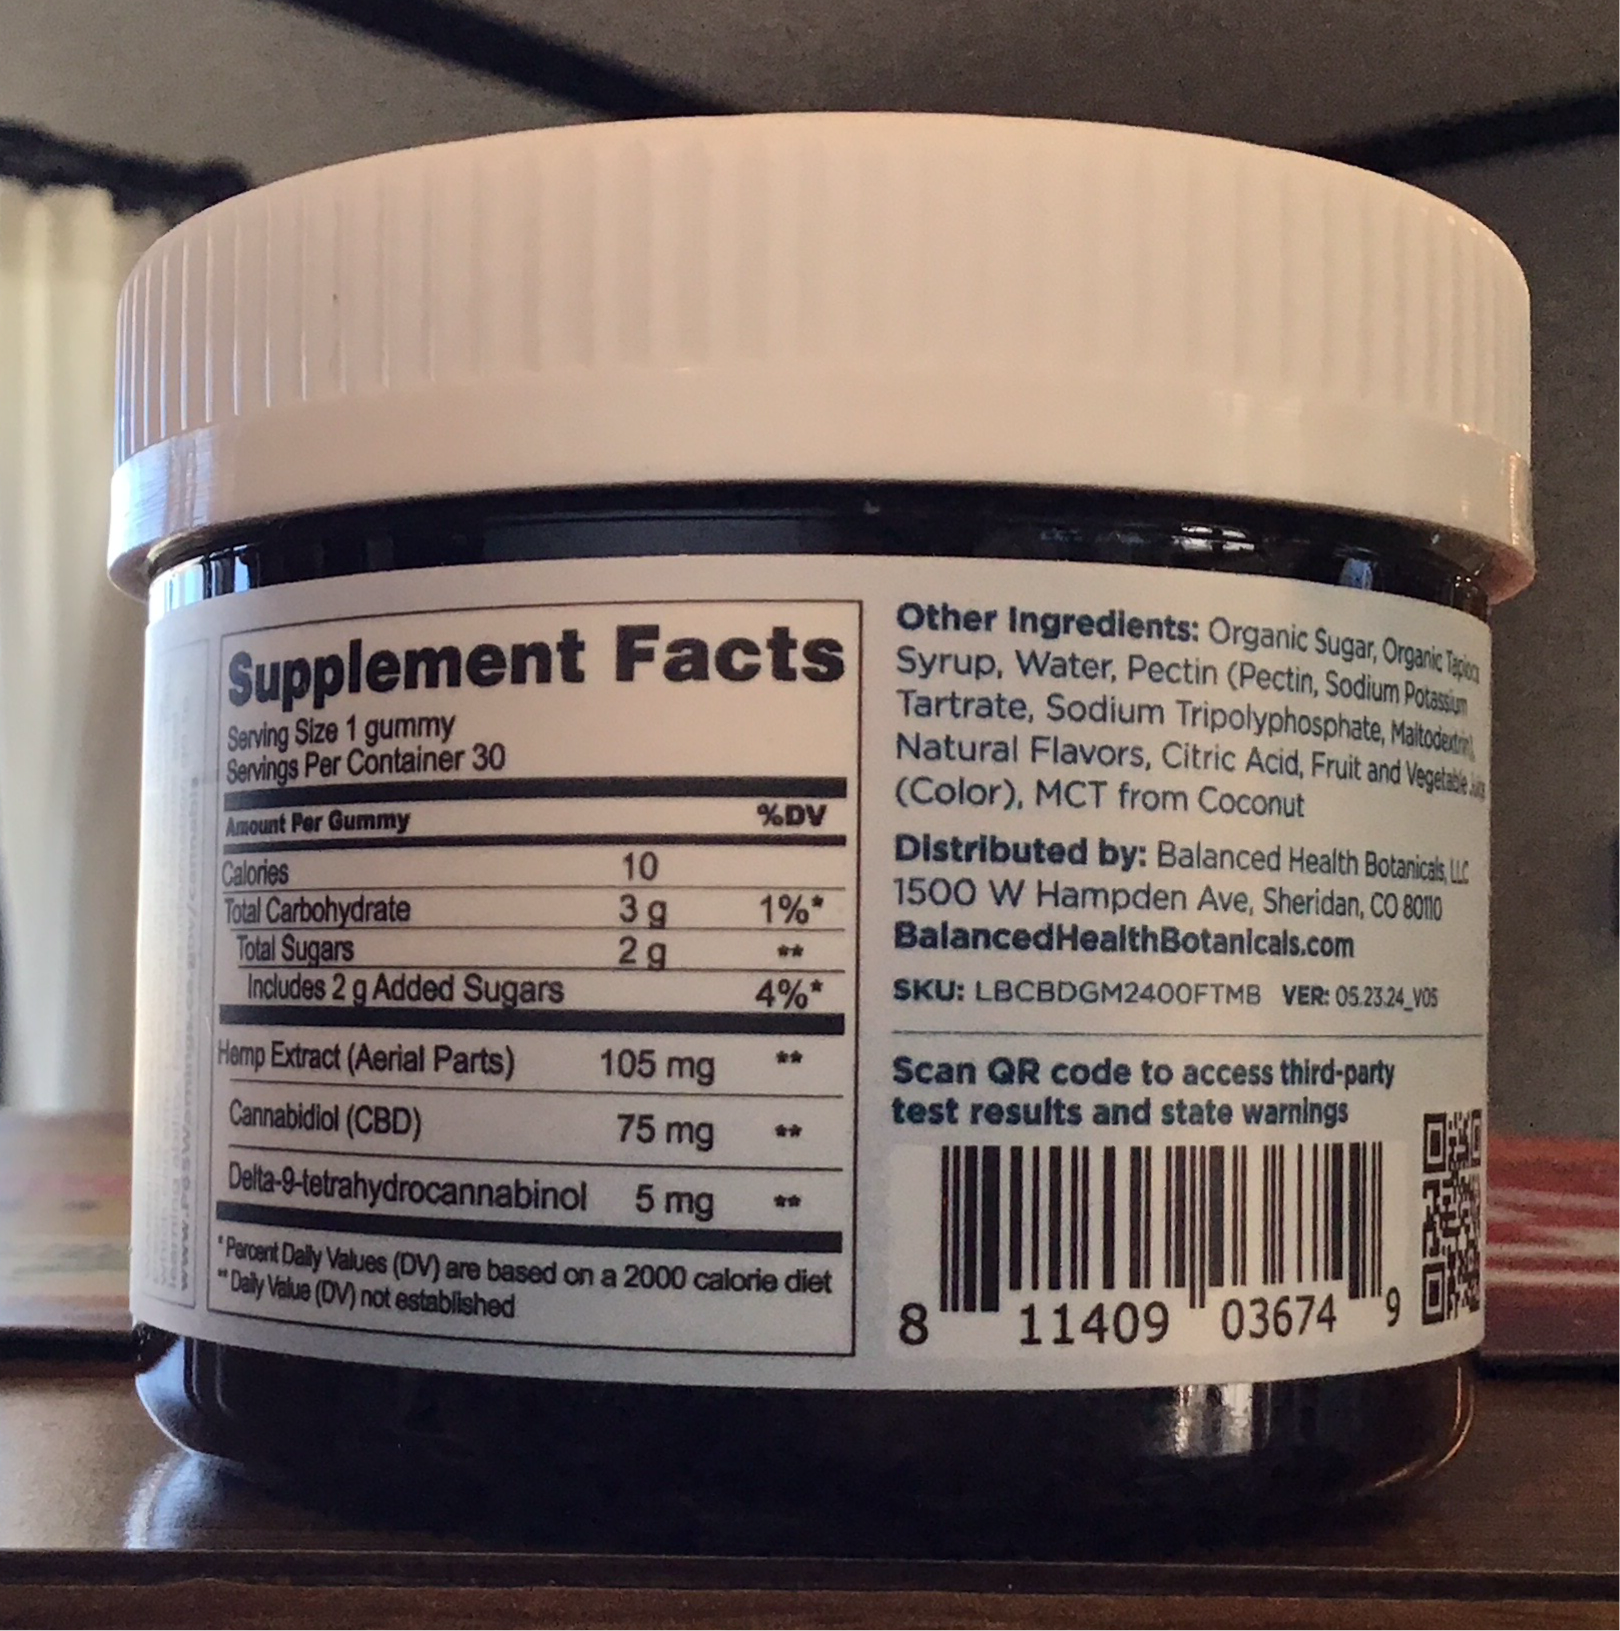 Supplement Facts
Serving Size 1 gummy
Servings Per Container 30
Amount Per Gummy %DV
Calories 10
Total Carbohydrate 3 g 1%*
Total Sugars 2 g **
Includes 2 g Added Sugars 4%*
Hemp Extract (Aerial Parts) 105 mg **
Cannabidiol (CBD) 75 mg **
Delta-9-tetrahydrocannabinol 5 mg **
* Percent Daily Values (DV) are based on a 2000 calorie diet
** Daily Value (DV) not established
Other Ingredients: Organic Sugar, Organic Tapioca
Syrup, Water, Pectin (Pectin, Sodium Potassium
Tartrate, Sodium Tripolyphosphate, Maltodextrin),
Natural Flavors, Citric Acid, Fruit and Vegetable Juice
(Color), MCT from Coconut
Distributed by: Balanced Health Botanicals, LLC
1500 W Hampden Ave, Sheridan, CO 80110
BalancedHealthBotanicals.com
SKU: LBCBDGM2400FTMB VER: 05.23.24_V05
Scan QR code to access third-party
test results and state warnings
8 11409 03674 9